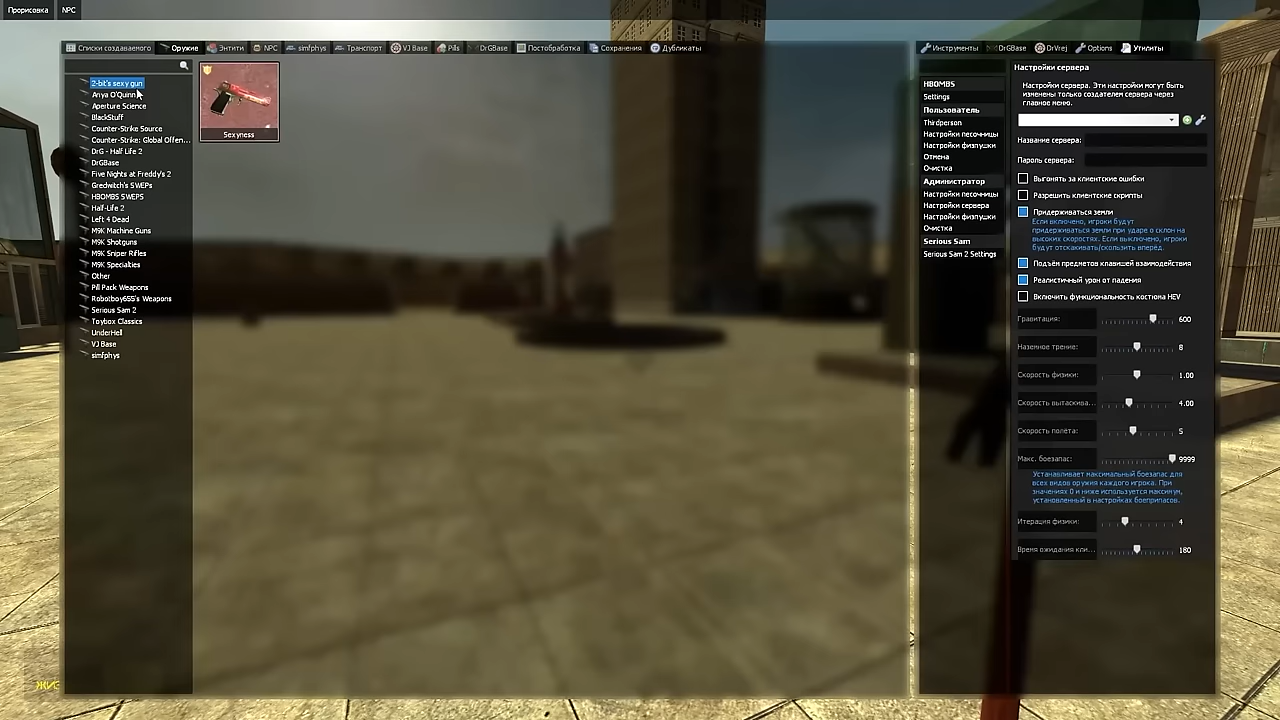 Прорисовка NPC
Списки создаваемого Оружие Энтити NPC simfphys Транспорт VJ Base Pills DrGBase Постобработка Сохранения Дубликаты
2-bit's sexy gun
Anya O'Quinn
Aperture Science
BlackStuff
Counter-Strike Source
Counter-Strike: Global Offen...
DrG - Half Life 2
DrGBase
Five Nights at Freddy's 2
Gredwitch's SWEPs
HBOMBS SWEPS
Half-Life 2
Left 4 Dead
M9K Machine Guns
M9K Shotguns
M9K Sniper Rifles
M9K Specialties
Other
Pill Pack Weapons
Robotboy655's Weapons
Serious Sam 2
Toybox Classics
UnderHell
VJ Base
simfphys
Sexyness
Инструменты DrGBase DrVrej Options Утилиты
HBOMBS
Settings
Пользователь
Thirdperson
Настройки песочницы
Настройки физпушки
Отмена
Очистка
Администратор
Настройки песочницы
Настройки сервера
Настройки физпушки
Очистка
Serious Sam
Serious Sam 2 Settings
Настройки сервера
Настройки сервера. Эти настройки могут быть
изменены только создателем сервера через
главное меню.
Название сервера:
Пароль сервера:
Выгонять за клиентские ошибки
Разрешить клиентские скрипты
Придерживаться земли
Если включено, игроки будут
придерживаться земли при ударе о склон на
высоких скоростях. Если выключено, игроки
будут отскакивать/скользить вперёд.
Подъём предметов клавишей взаимодействия
Реалистичный урон от падения
Включить функциональность костюма HEV
Гравитация: 600
Наземное трение: 8
Скорость физики: 1.00
Скорость вытаскива... 4.00
Скорость полёта: 5
Макс. боезапас: 9999
Устанавливает максимальный боезапас для
всех видов оружия каждого игрока. При
значениях 0 и ниже используется максимум,
установленный в настройках боеприпасов.
Итерация физики: 4
Время ожидания кли... 180